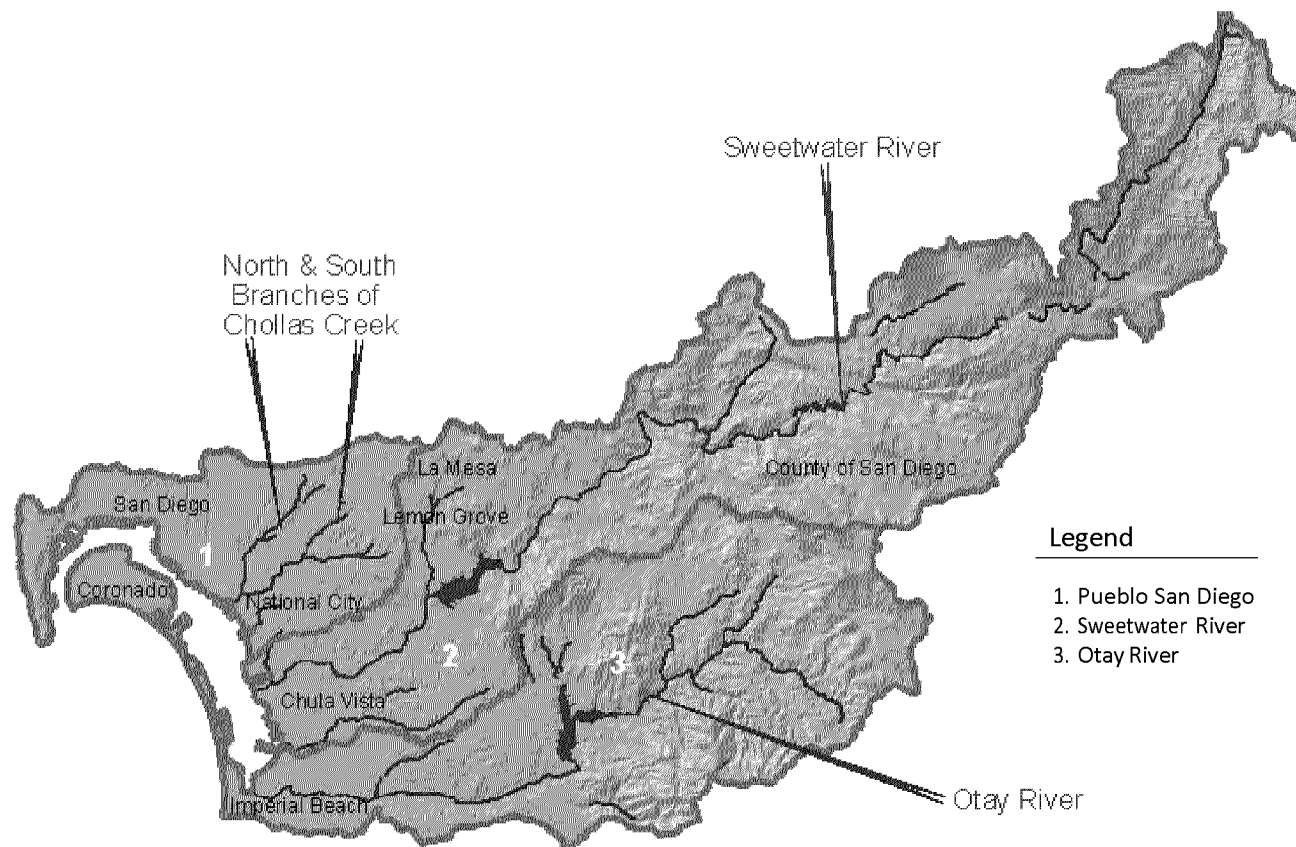 Sweetwater River
North & South
Branches of
Chollas Creek
La Mesa
County of San Diego
San Diego
Lemon Grove
1
Coronado
National City
2
3
Chula Vista
Imperial Beach
Otay River
Legend
1. Pueblo San Diego
2. Sweetwater River
3. Otay River